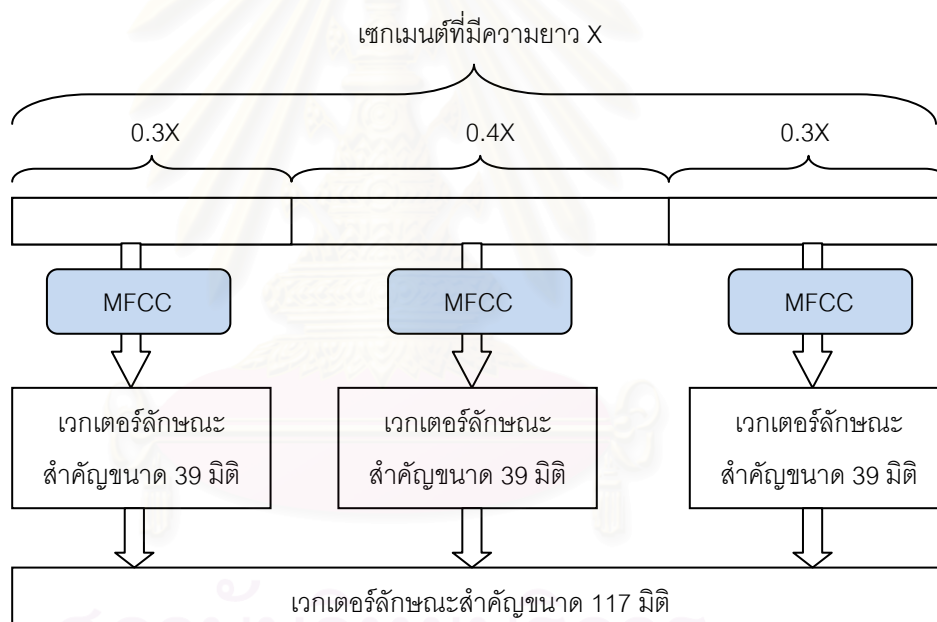 เซกเมนต์ที่มีความยาว X
0.3X 0.4X 0.3X
MFCC MFCC MFCC
เวกเตอร์ลักษณะ เวกเตอร์ลักษณะ เวกเตอร์ลักษณะ
สำคัญขนาด 39 มิติ สำคัญขนาด 39 มิติ สำคัญขนาด 39 มิติ
เวกเตอร์ลักษณะสำคัญขนาด 117 มิติ